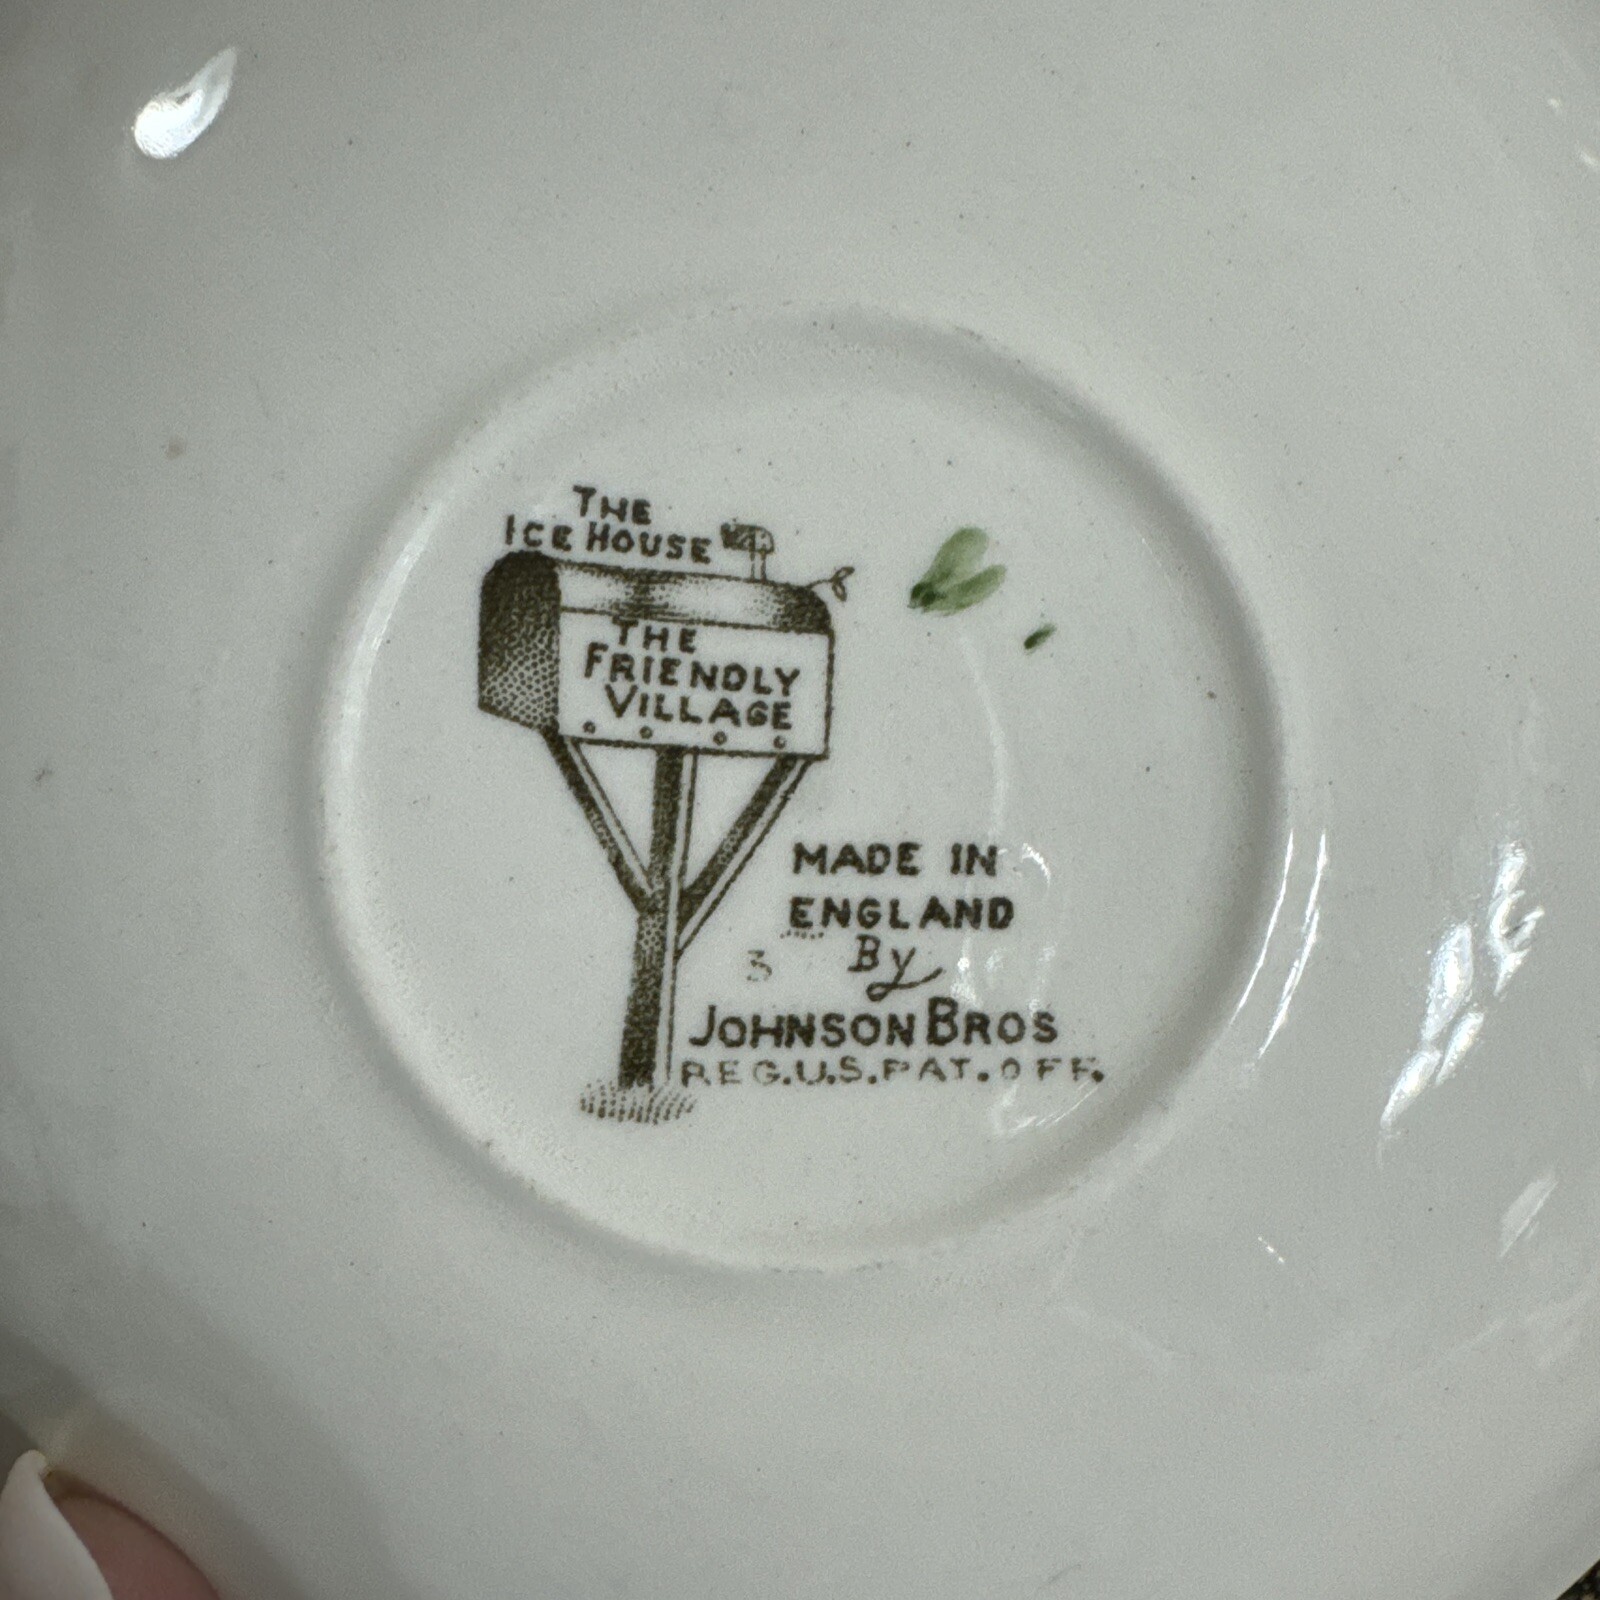 THE
ICE HOUSE
THE
FRIENDLY
VILLAGE
MADE IN
ENGLAND
By
3
JOHNSON BROS
REG.U.S.PAT.OFF.